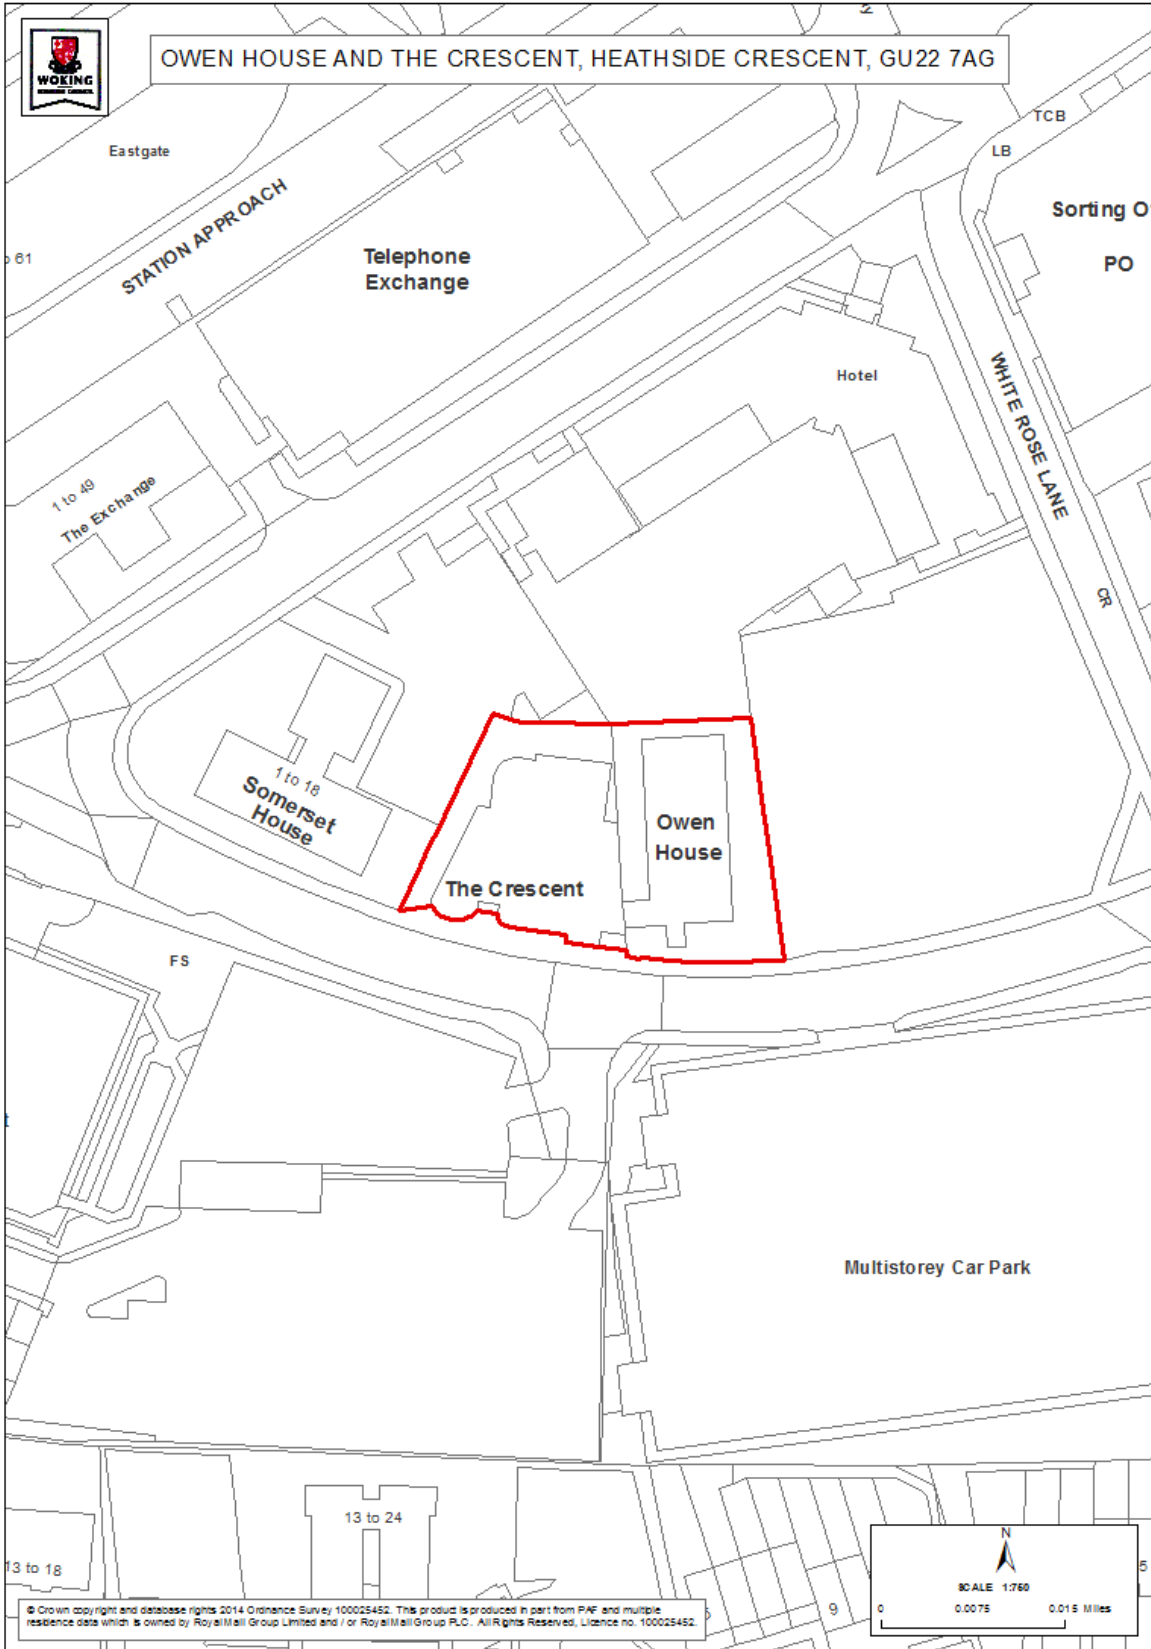 WOKING
BOROUGH COUNCIL
OWEN HOUSE AND THE CRESCENT, HEATHSIDE CRESCENT, GU22 7AG
TCB
LB
Eastgate
STATION APPROACH
Sorting O
61
Telephone
Exchange
PO
Hotel
WHITE ROSE LANE
1 to 49
The Exchange
CR
1 to 18
Somerset
House
Owen
House
The Crescent
FS
Multistorey Car Park
13 to 24
13 to 18
9
5
N
SCALE 1:750
0 0.0075 0.015 Miles
© Crown copyright and database rights 2014 Ordnance Survey 100025452. This product is produced in part from PAF and multiple
residence data which is owned by Royal Mail Group Limited and / or Royal Mail Group PLC. All Rights Reserved, Licence no. 100025452.